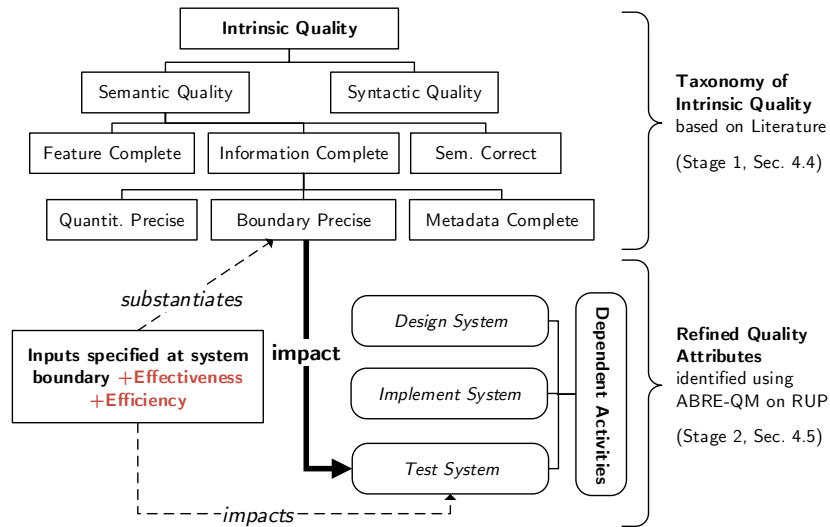 Intrinsic Quality
Semantic Quality
Syntactic Quality
Feature Complete
Information Complete
Sem. Correct
Quantit. Precise
Boundary Precise
Metadata Complete
Taxonomy of
Intrinsic Quality
based on Literature
(Stage 1, Sec. 4.4)
substantiates
impact
Inputs specified at system
boundary +Effectiveness
+Efficiency
impacts
Design System
Implement System
Test System
Dependent Activities
Refined Quality
Attributes
identified using
ABRE-QM on RUP
(Stage 2, Sec. 4.5)